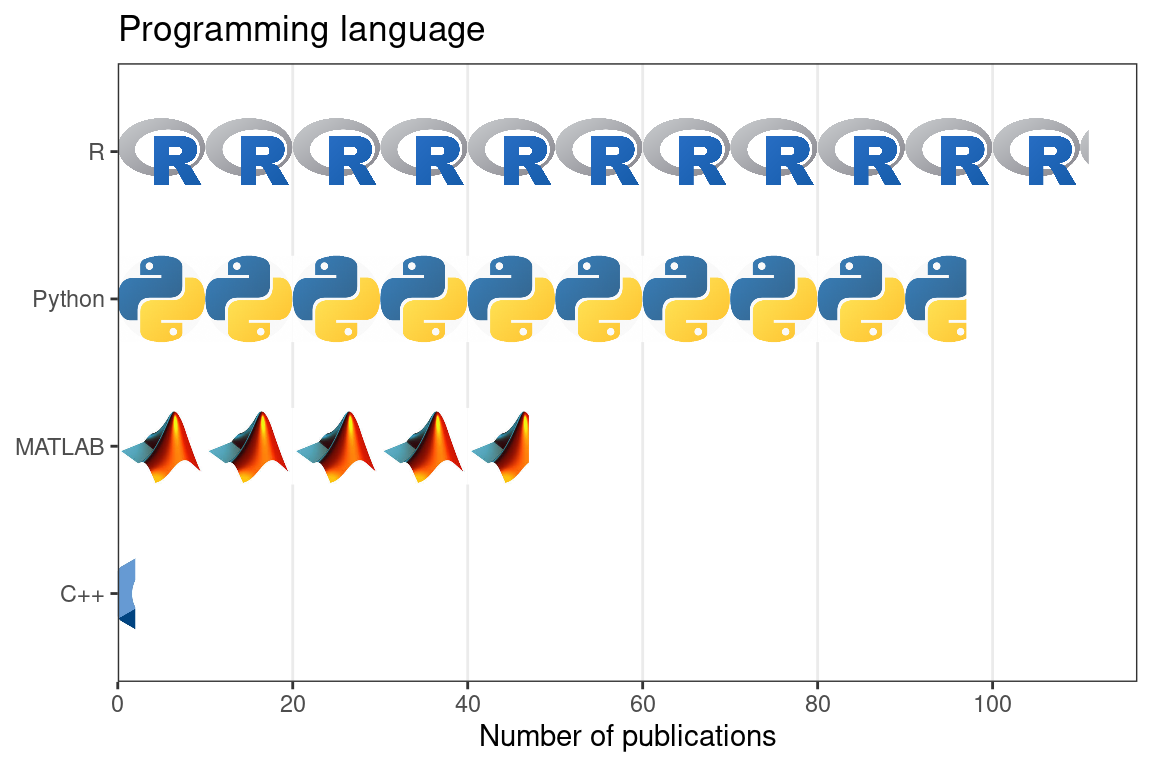 Programming language
R
R R R R R R R R R R R
Python
MATLAB
C++
0 20 40 60 80 100
Number of publications